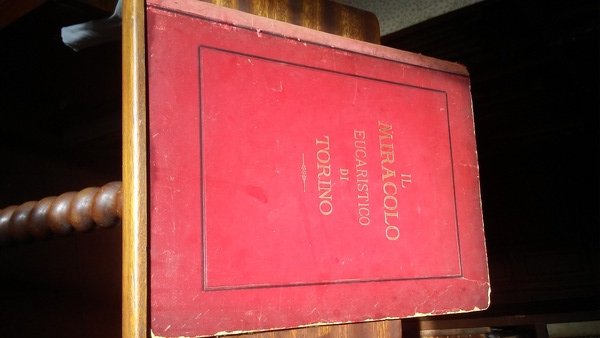 IL
MIRACOLO
EUCARISTICO
DI
TORINO